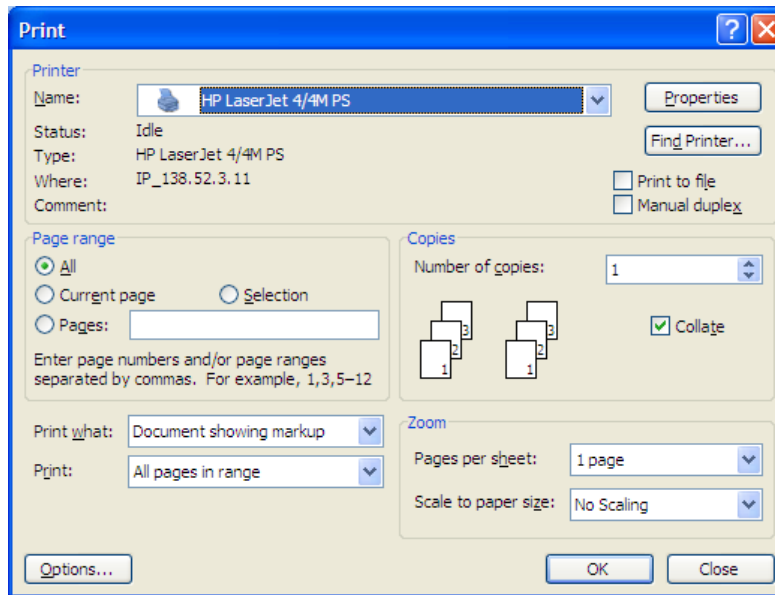 Print
Printer
Name: HP LaserJet 4/4M PS Properties
Status: Idle
Type: HP LaserJet 4/4M PS Find Printer...
Where: IP_138.52.3.11 Print to file
Comment: Manual duplex
Page range
All
Current page Selection
Pages:
Enter page numbers and/or page ranges
separated by commas. For example, 1,3,5–12
Copies
Number of copies: 1
3 3
2 2
1 1
Collate
Print what: Document showing markup
Print: All pages in range
Zoom
Pages per sheet: 1 page
Scale to paper size: No Scaling
Options... OK Close